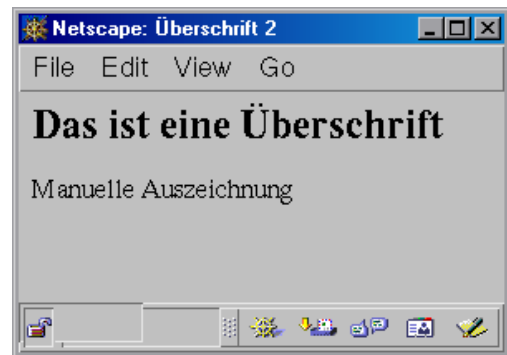 Netscape: Überschrift 2
File Edit View Go
Das ist eine Überschrift
Manuelle Auszeichnung